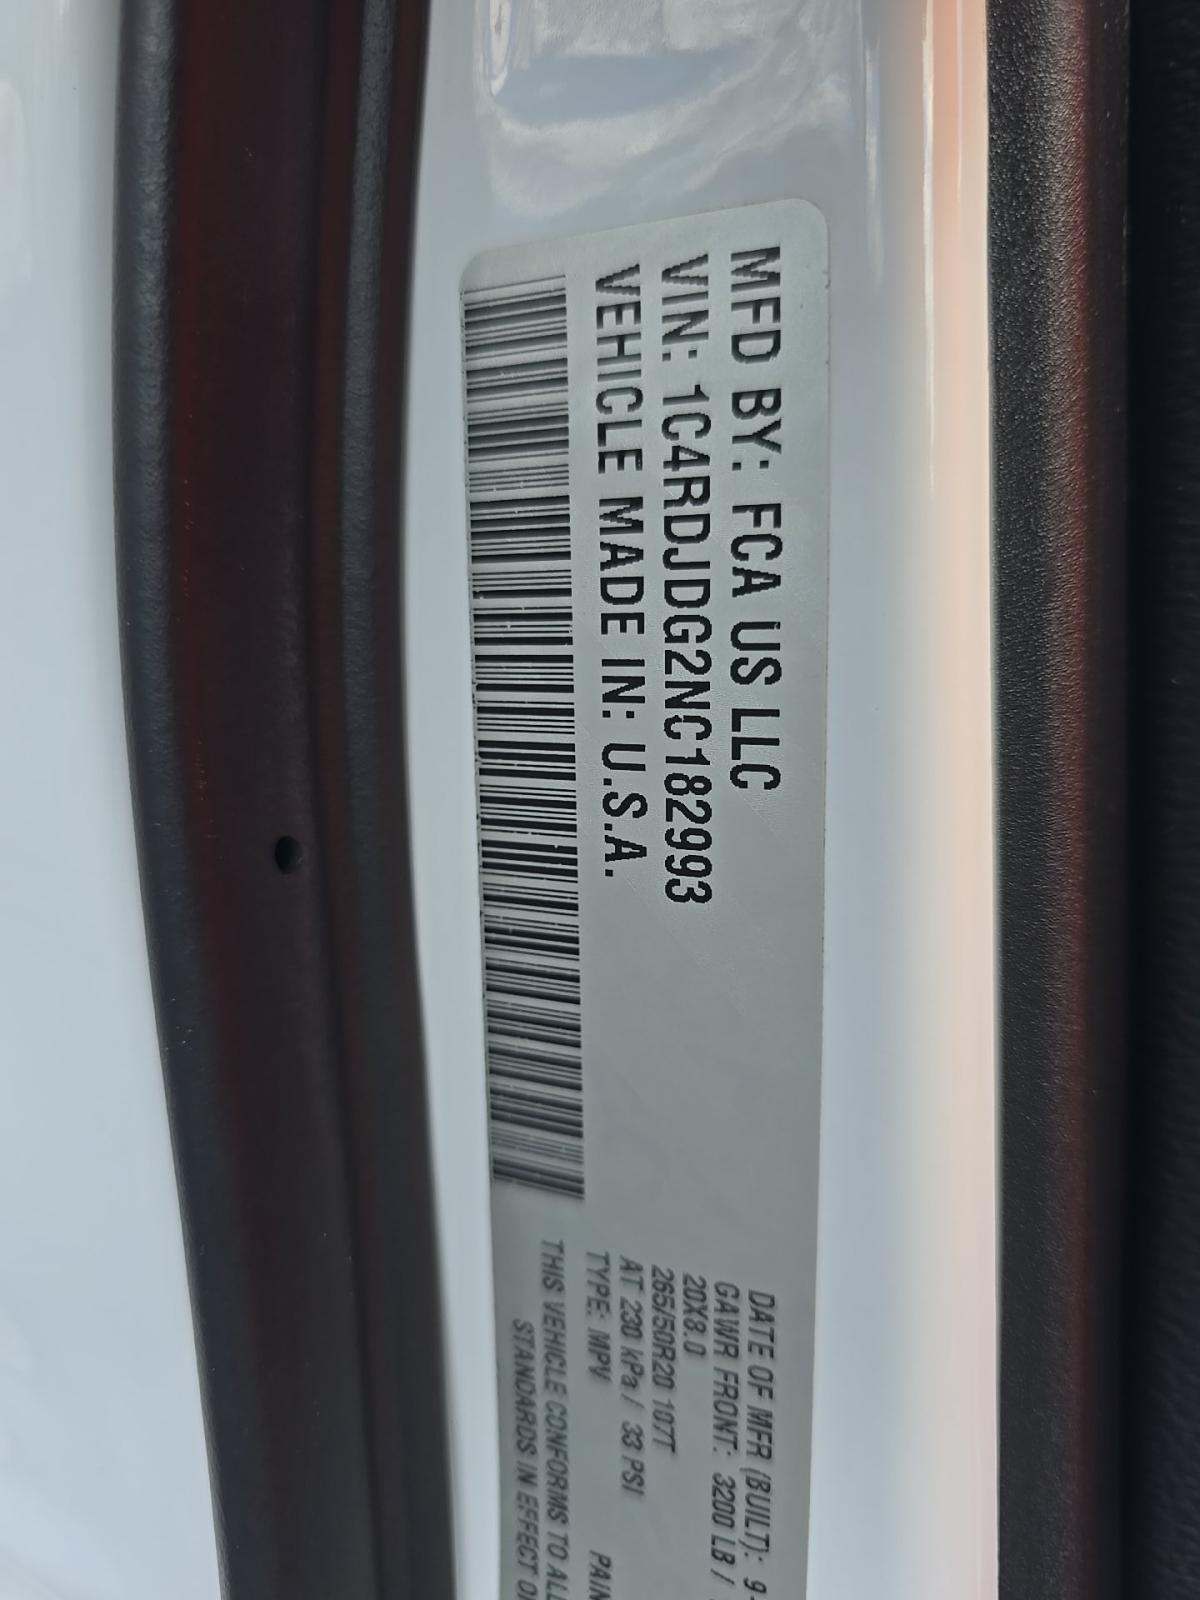 MFD BY: FCA US LLC
VIN: 1C4RDJDG2NC182993
VEHICLE MADE IN: U.S.A.
DATE OF MFR (BUILT): 9-
GAWR FRONT: 3200 LB /
20X8.0
265/50R20 107T
AT 230 kPa / 33 PSI
TYPE: MPV PAIN
THIS VEHICLE CONFORMS TO ALL
STANDARDS IN EFFECT O